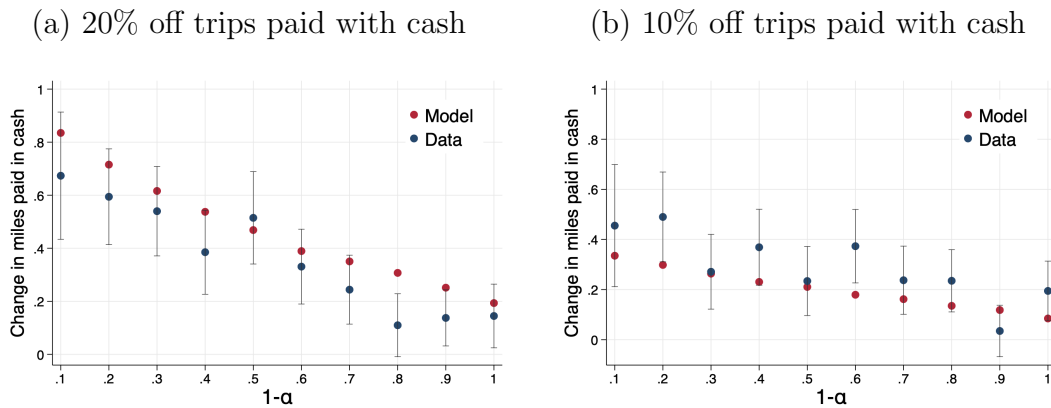 (a) 20% off trips paid with cash
Change in miles paid in cash
1
.8
.6
.4
.2
0
Model
Data
.1 .2 .3 .4 .5 .6 .7 .8 .9 1
1-α
(b) 10% off trips paid with cash
Change in miles paid in cash
1
.8
.6
.4
.2
0
Model
Data
.1 .2 .3 .4 .5 .6 .7 .8 .9 1
1-α